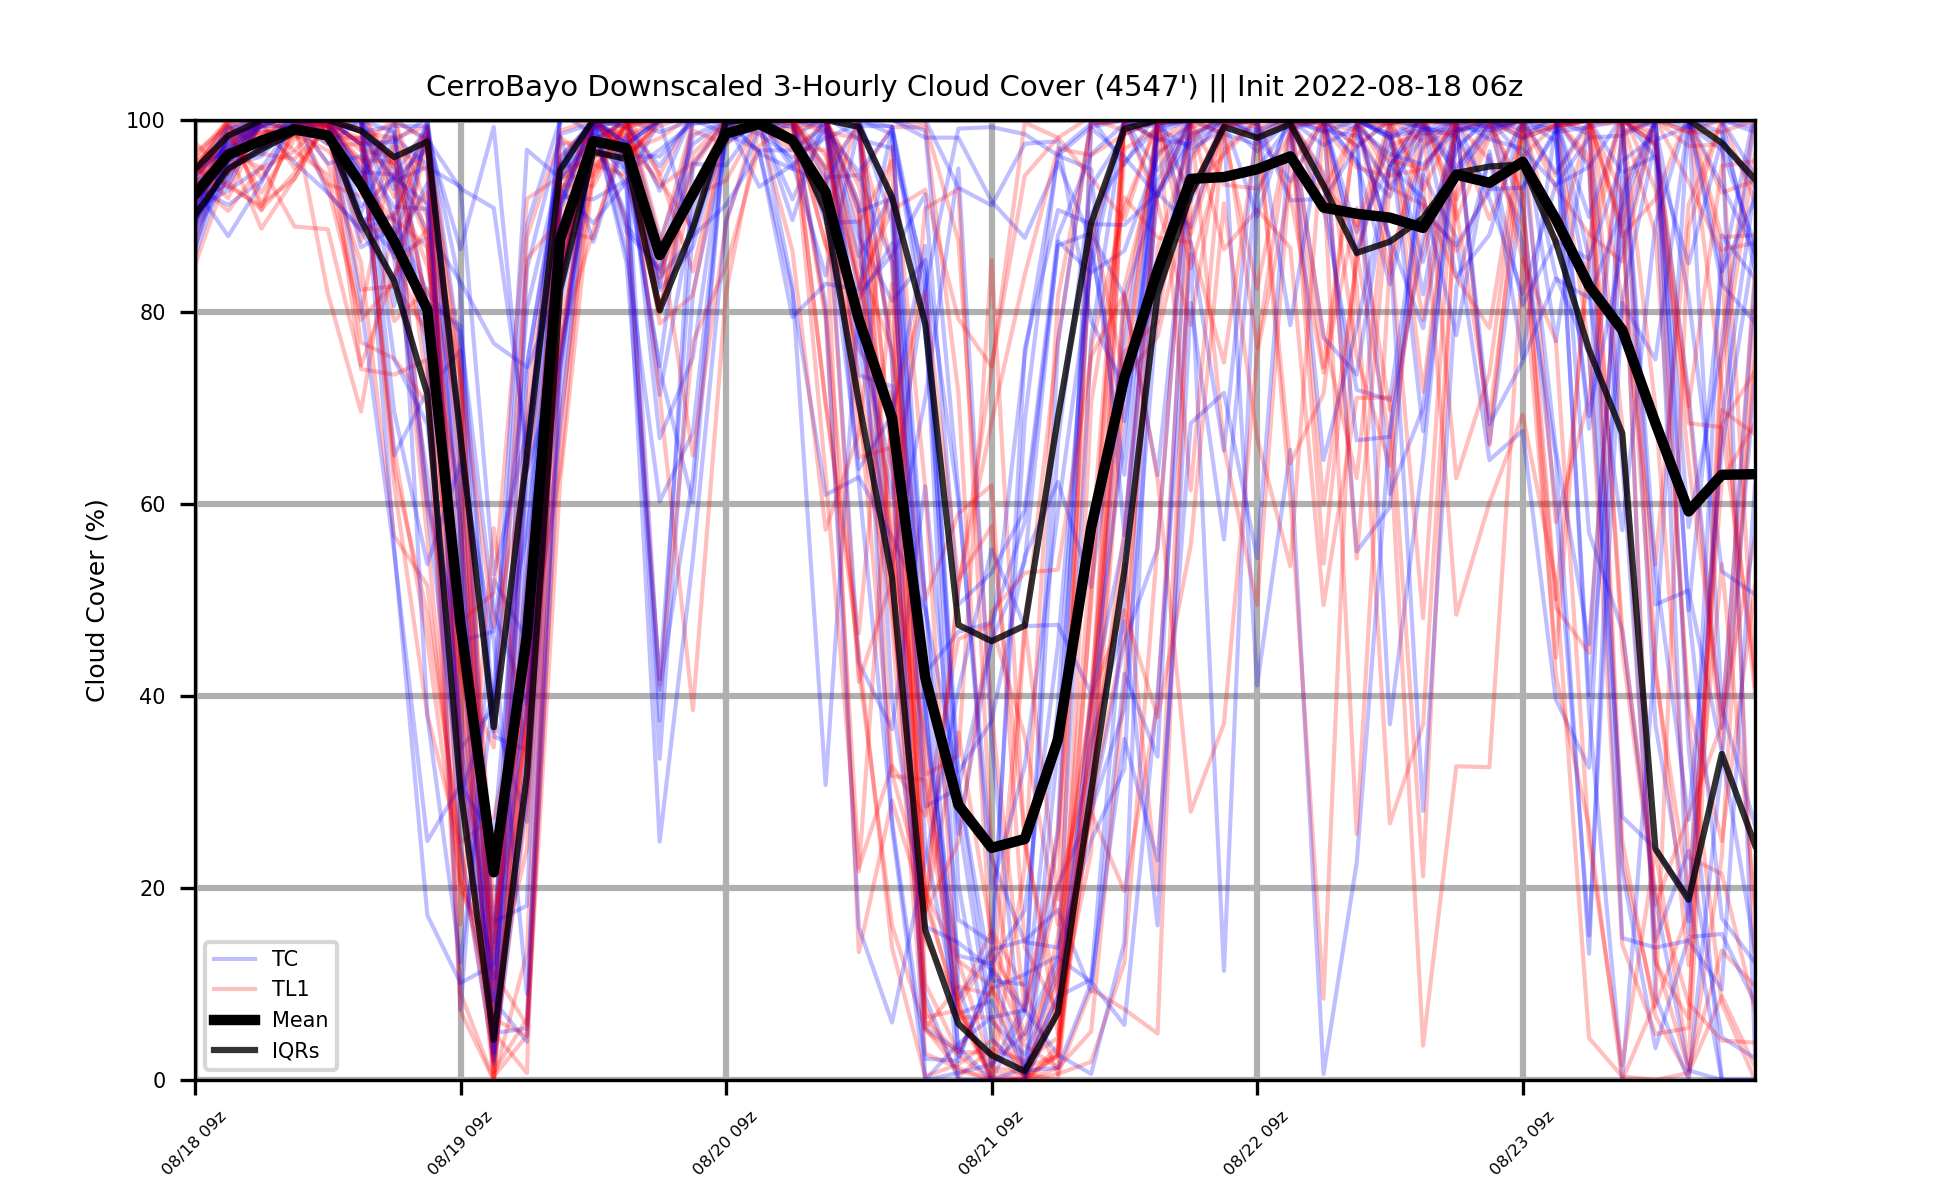 CerroBayo Downscaled 3-Hourly Cloud Cover (4547') || Init 2022-08-18 06z
Cloud Cover (%)
100
80
60
40
20
0
TC
TL1
Mean
IQRs
08/18 09z
08/19 09z
08/20 09z
08/21 09z
08/22 09z
08/23 09z